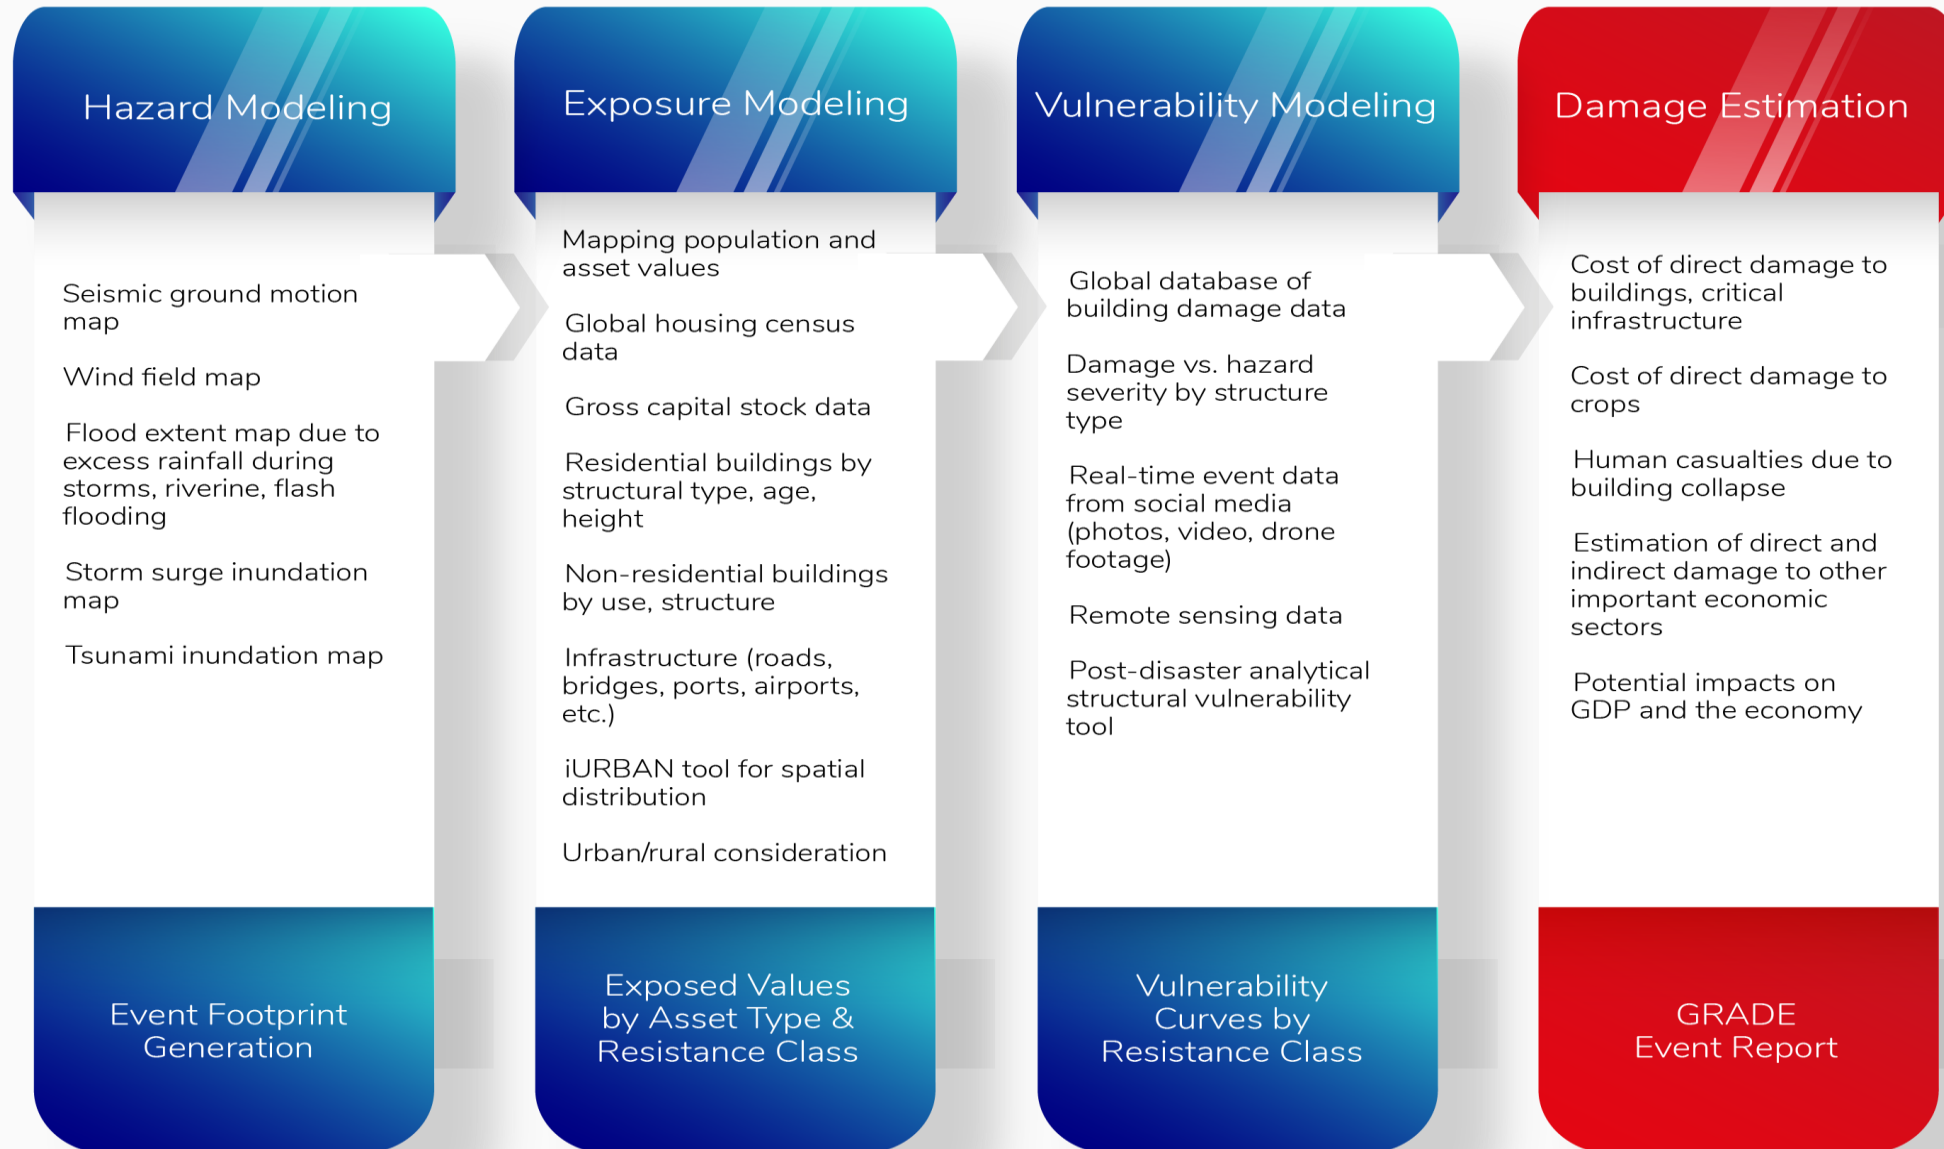 Hazard Modeling
Seismic ground motion
map
Wind field map
Flood extent map due to
excess rainfall during
storms, riverine, flash
flooding
Storm surge inundation
map
Tsunami inundation map
Event Footprint
Generation
Exposure Modeling
Mapping population and
asset values
Global housing census
data
Gross capital stock data
Residential buildings by
structural type, age,
height
Non-residential buildings
by use, structure
Infrastructure (roads,
bridges, ports, airports,
etc.)
iURBAN tool for spatial
distribution
Urban/rural consideration
Exposed Values
by Asset Type &
Resistance Class
Vulnerability Modeling
Global database of
building damage data
Damage vs. hazard
severity by structure
type
Real-time event data
from social media
(photos, video, drone
footage)
Remote sensing data
Post-disaster analytical
structural vulnerability
tool
Vulnerability
Curves by
Resistance Class
Damage Estimation
Cost of direct damage to
buildings, critical
infrastructure
Cost of direct damage to
crops
Human casualties due to
building collapse
Estimation of direct and
indirect damage to other
important economic
sectors
Potential impacts on
GDP and the economy
GRADE
Event Report